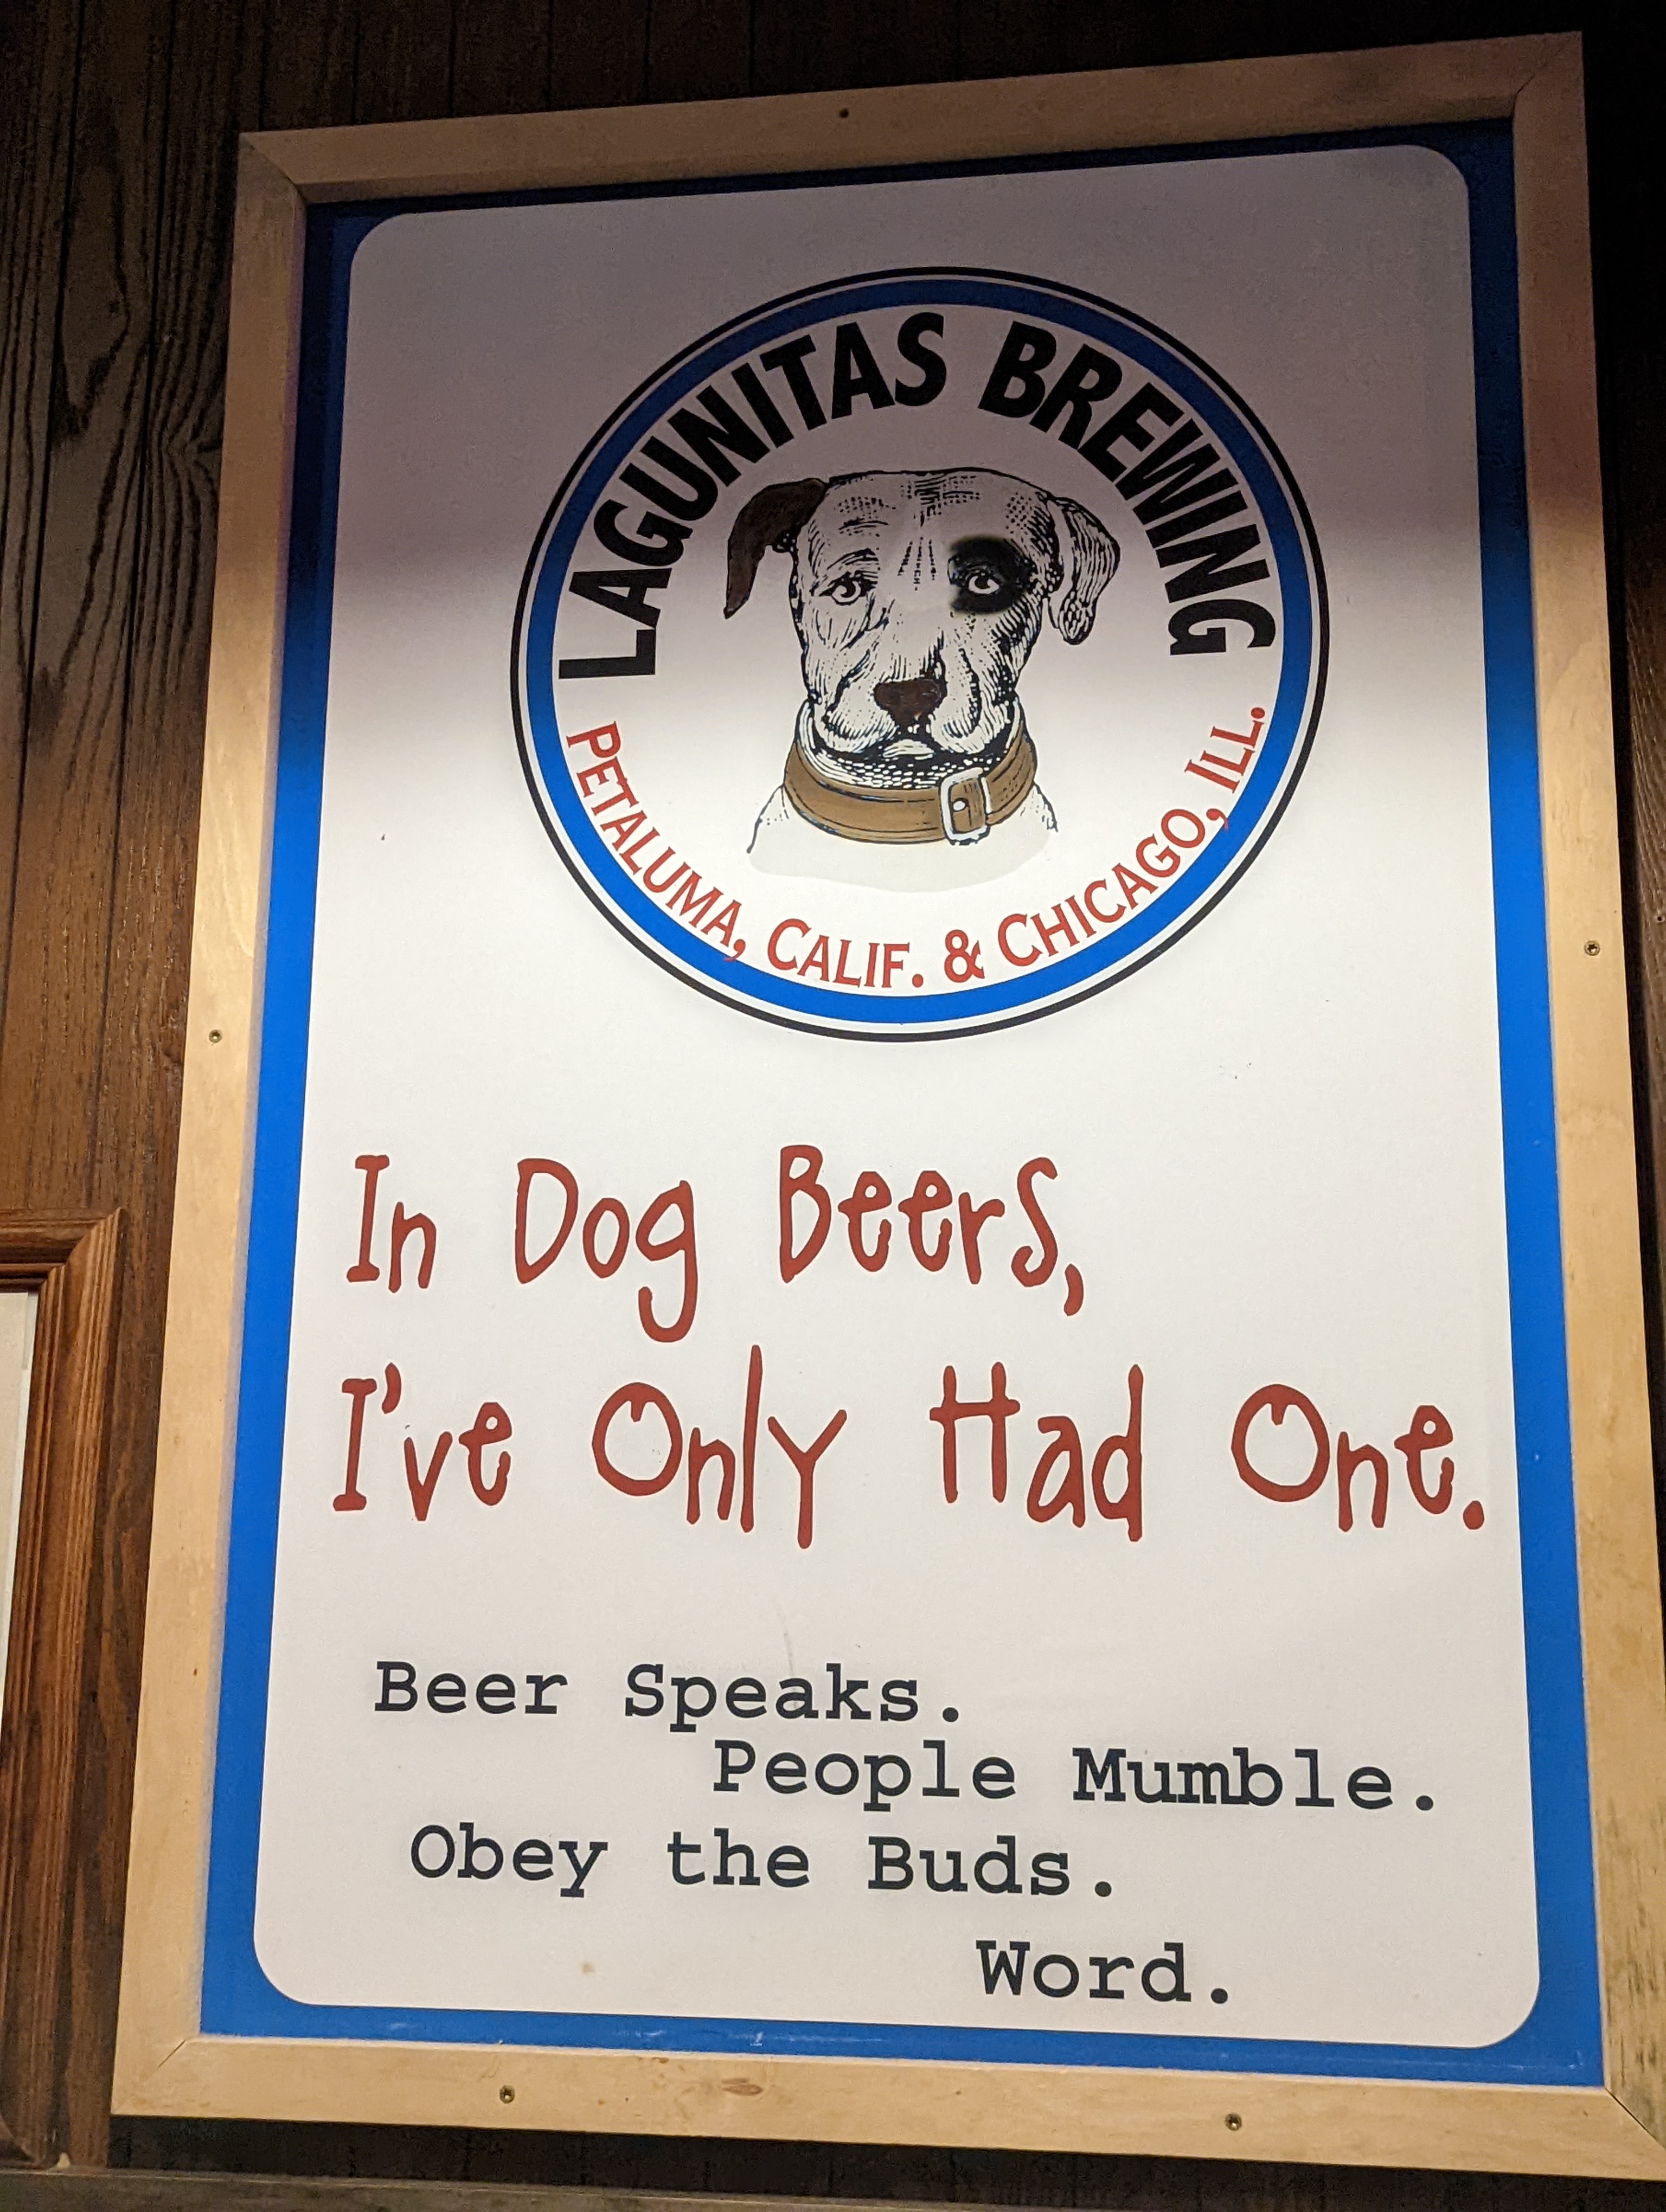 LAGUNITAS BREWING
PETALUMA, CALIF. & CHICAGO, ILL.
In Dog Beers,
I've Only Had One.
Beer Speaks.
People Mumble.
Obey the Buds.
Word.